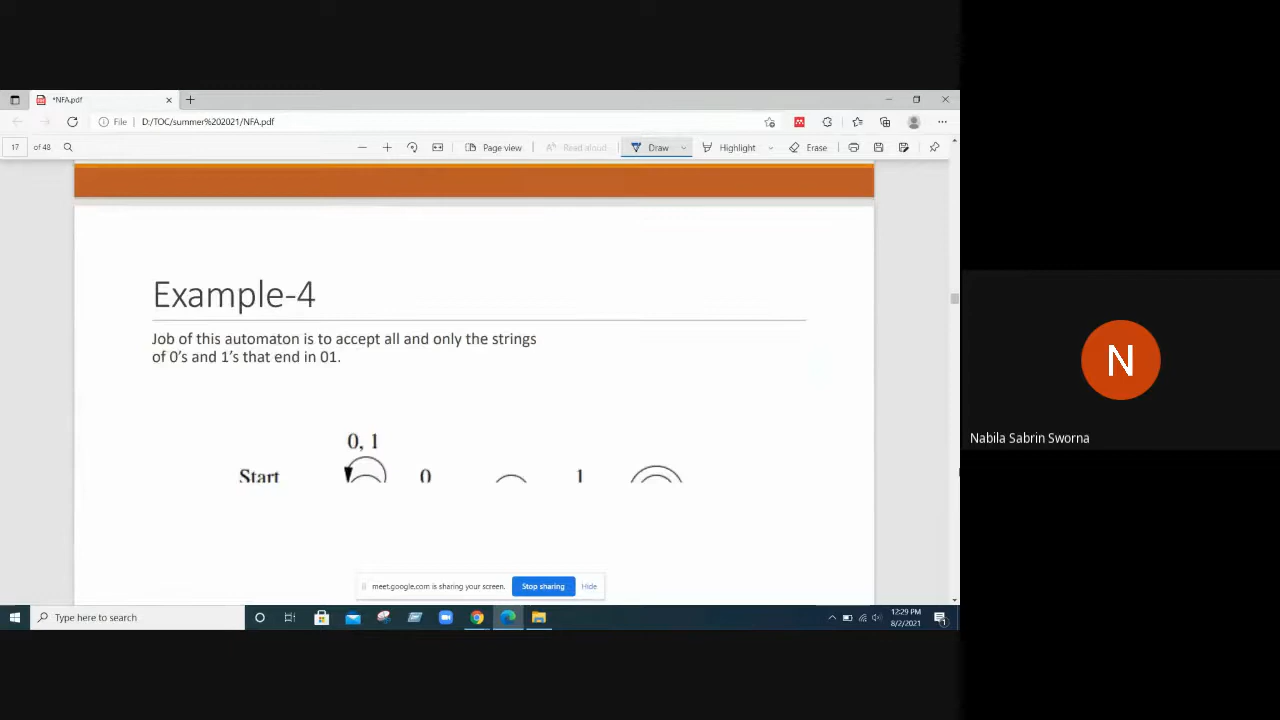 *NFA.pdf
File D:/TOC/summer%202021/NFA.pdf
17 of 48 Page view Read aloud Draw Highlight Erase
Example-4
Job of this automaton is to accept all and only the strings
of 0's and 1's that end in 01.
0, 1
Start 0 1
N
Nabila Sabrin Sworna
meet.google.com is sharing your screen. Stop sharing Hide
Type here to search
12:29 PM
8/2/2021